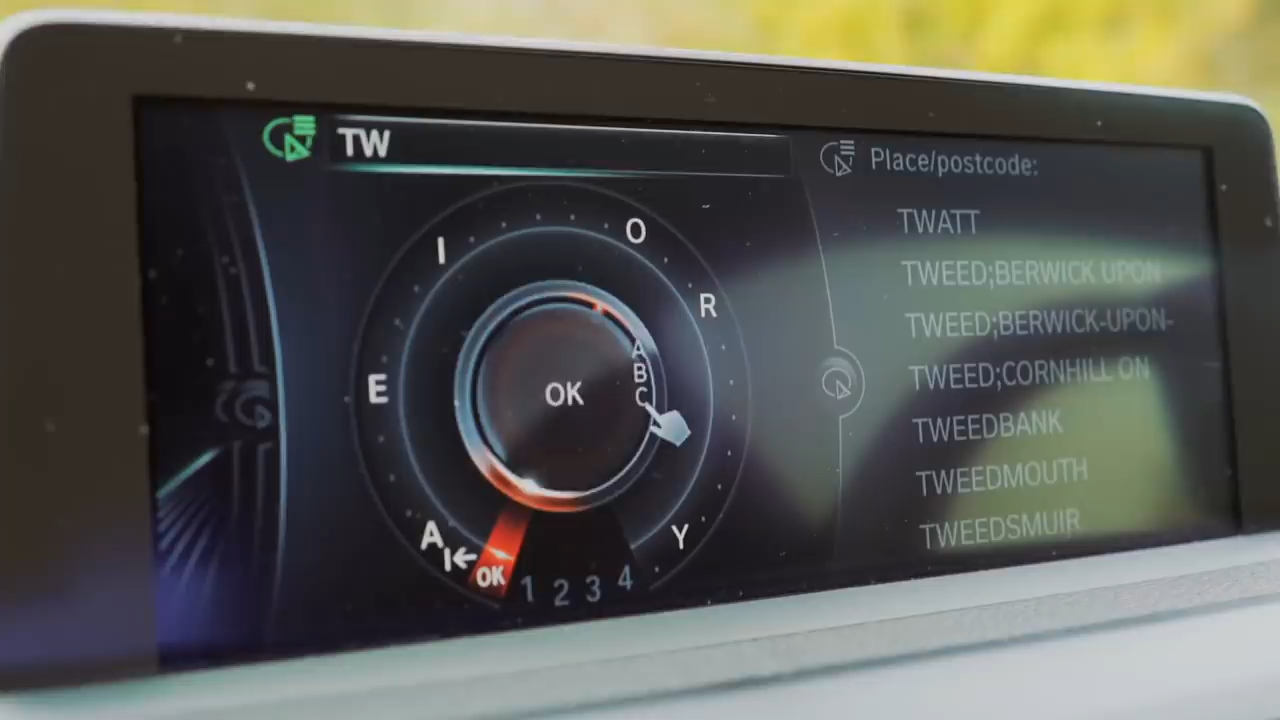 TW
I
O
R
E
A
B
C
OK
A
Y
OK
1 2 3 4
Place/postcode:
TWATT
TWEED;BERWICK UPON
TWEED;BERWICK-UPON-
TWEED;CORNHILL ON
TWEEDBANK
TWEEDMOUTH
TWEEDSMUIR